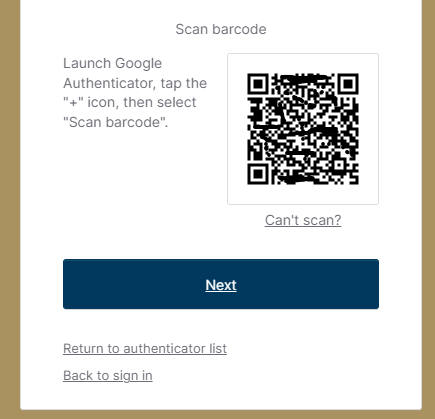 Scan barcode
Launch Google
Authenticator, tap the
"+" icon, then select
"Scan barcode".
Can't scan?
Next
Return to authenticator list
Back to sign in